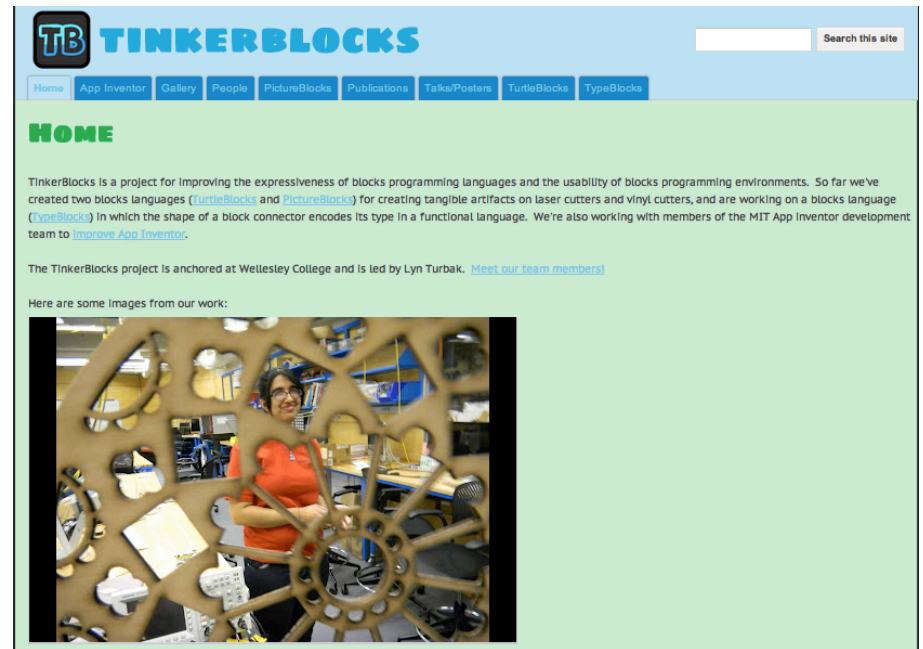 TB TINKERBLOCKS
Search this site
Home App Inventor Gallery People PictureBlocks Publications Talks/Posters TurtleBlocks TypeBlocks
HOME
TinkerBlocks is a project for improving the expressiveness of blocks programming languages and the usability of blocks programming environments. So far we've
created two blocks languages (TurtleBlocks and PictureBlocks) for creating tangible artifacts on laser cutters and vinyl cutters, and are working on a blocks language
(TypeBlocks) in which the shape of a block connector encodes its type in a functional language. We're also working with members of the MIT App Inventor development
team to Improve App Inventor.
The TinkerBlocks project is anchored at Wellesley College and is led by Lyn Turbak. Meet our team members!
Here are some images from our work: